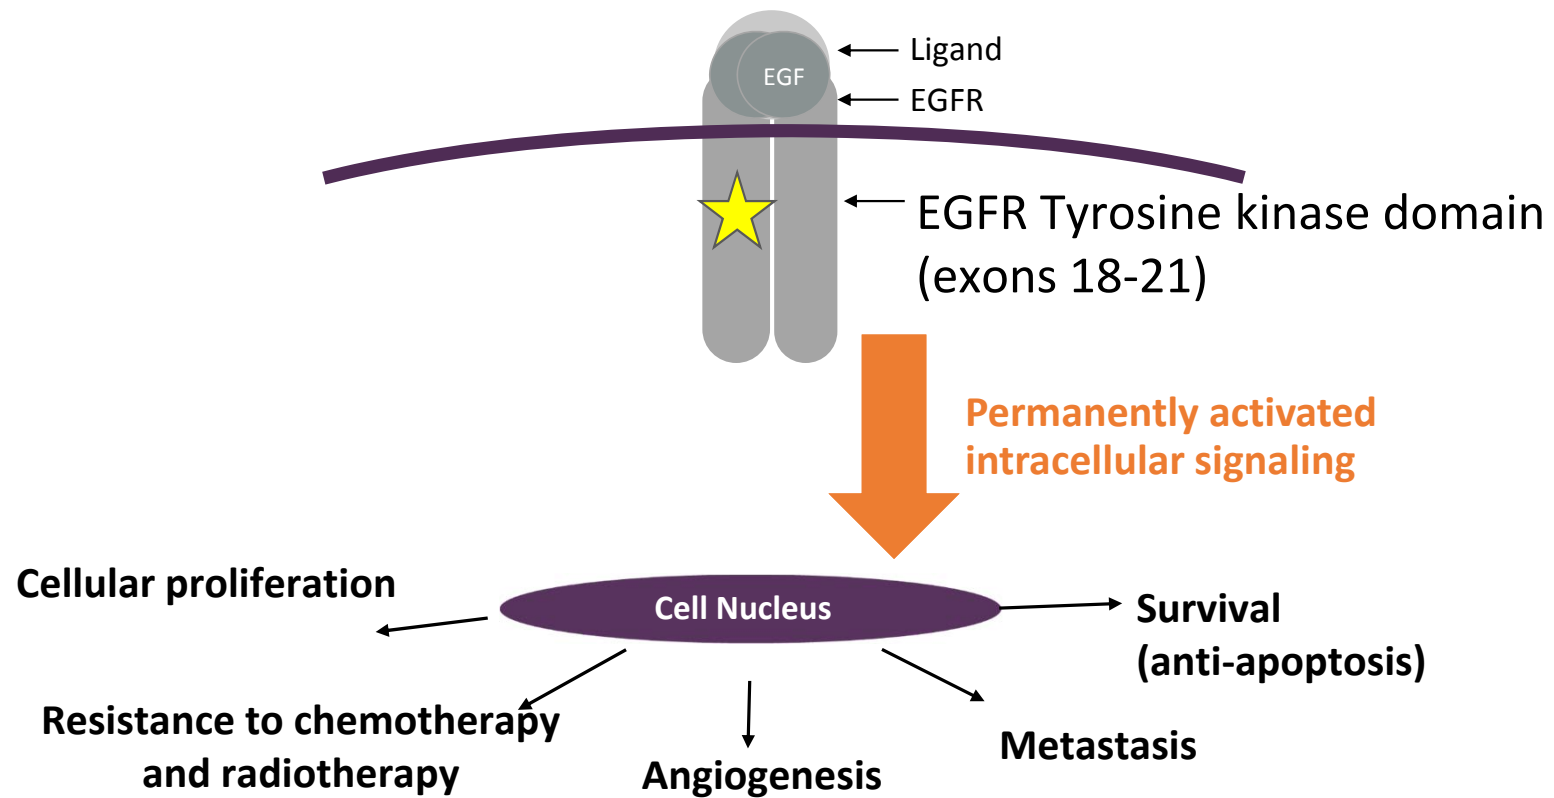 Ligand
EGF
EGFR
EGFR Tyrosine kinase domain
(exons 18-21)
Permanently activated
intracellular signaling
Cellular proliferation
Cell Nucleus
Survival
(anti-apoptosis)
Resistance to chemotherapy
and radiotherapy
Angiogenesis
Metastasis